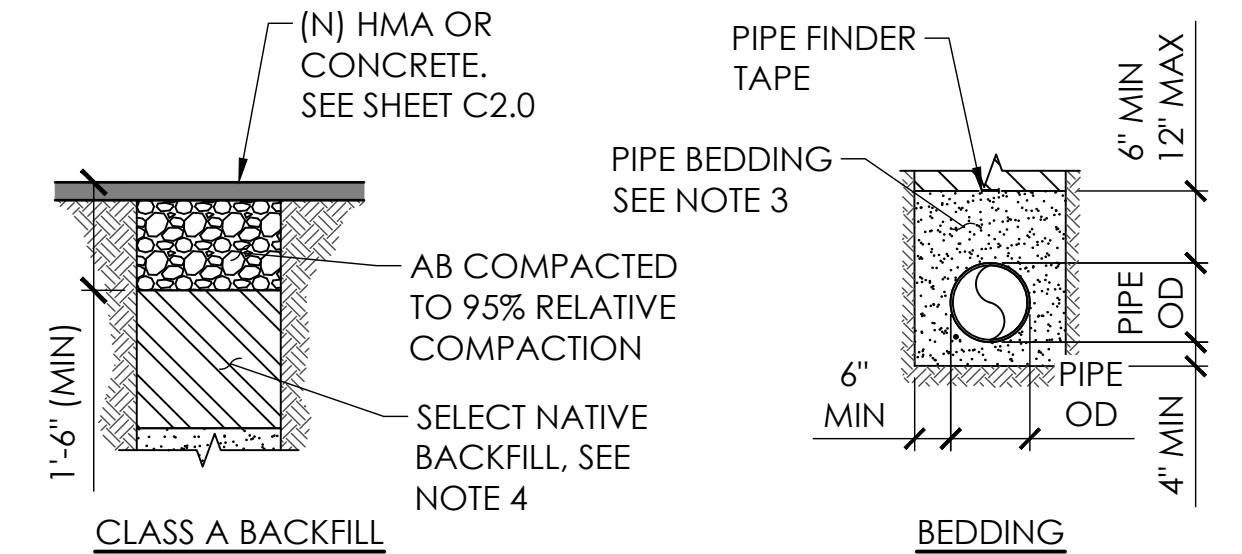 (N) HMA OR
CONCRETE.
SEE SHEET C2.0
AB COMPACTED
TO 95% RELATIVE
COMPACTION
SELECT NATIVE
BACKFILL, SEE
NOTE 4
1'-6" (MIN)
CLASS A BACKFILL
PIPE FINDER
TAPE
PIPE BEDDING
SEE NOTE 3
6" MIN
12" MAX
PIPE
OD
4" MIN
6"
MIN
PIPE
OD
BEDDING